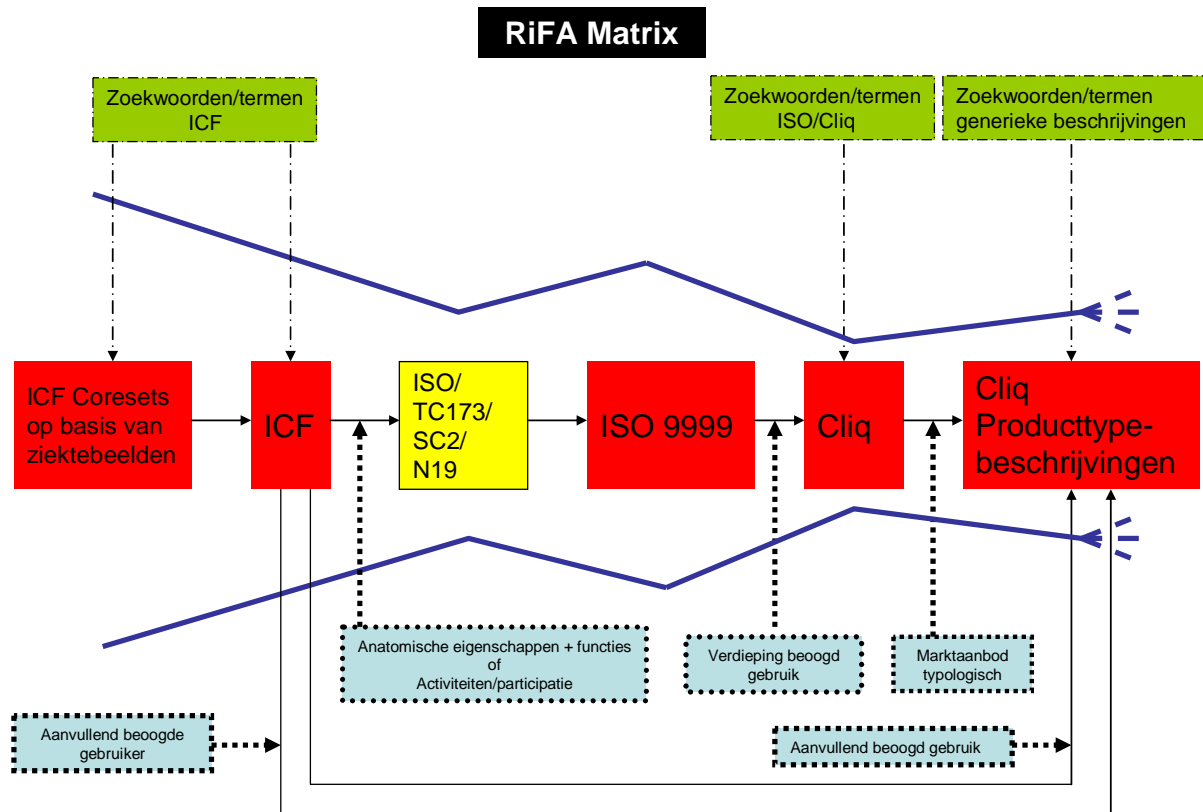 RiFA Matrix
Zoekwoorden/termen
ICF
Zoekwoorden/termen
ISO/Cliq
Zoekwoorden/termen
generieke beschrijvingen
ICF Coresets
op basis van
ziektebeelden
ICF
ISO/
TC173/
SC2/
N19
ISO 9999
Cliq
Cliq
Producttype-
beschrijvingen
Anatomische eigenschappen + functies
of
Activiteiten/participatie
Verdieping beoogd
gebruik
Marktaanbod
typologisch
Aanvullend beoogde
gebruiker
Aanvullend beoogd gebruik